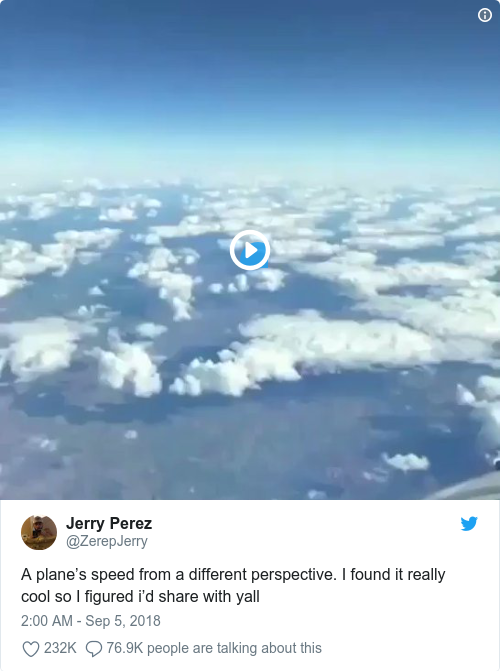 Jerry Perez
@ZerepJerry
A plane’s speed from a different perspective. I found it really
cool so I figured i’d share with yall
2:00 AM - Sep 5, 2018
232K 76.9K people are talking about this